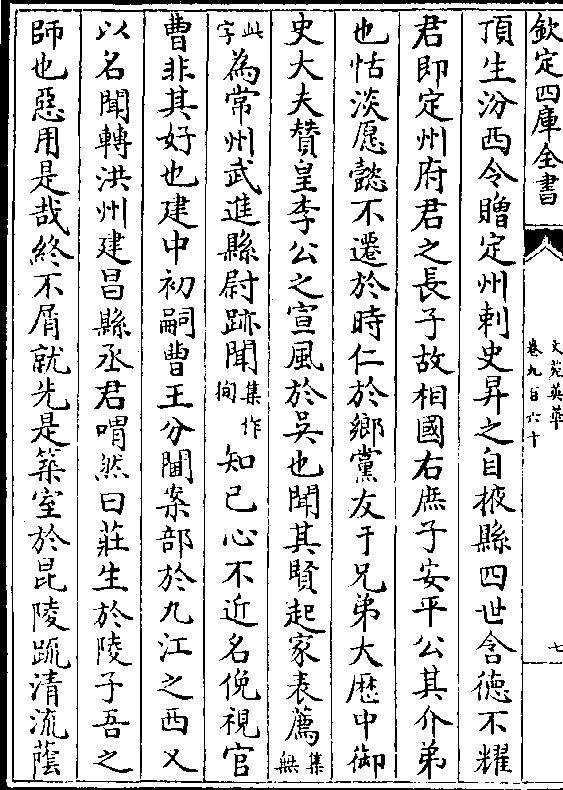 欽定四庫全書
文苑英華
卷九百六十
七
頂生汾西令贈定州刺史昇之自掖縣四世含徳不耀
君即定州府君之長子故相國右庶子安平公其介弟
也恬淡愿懿不遷於時仁於鄉黨友于兄弟大歴中御
史大夫贊皇李公之宣風於吳也聞其賢起家表薦集無
此字為常州武進縣尉跡聞集作徇知已心不近名俛視官
曹非其好也建中初嗣曹王分閫案部於九江之西乂
以名聞轉洪州建昌縣丞君喟然曰莊生於陵子吾之
師也惡用是哉終不屑就先是築室於昆陵䟽清流䕃